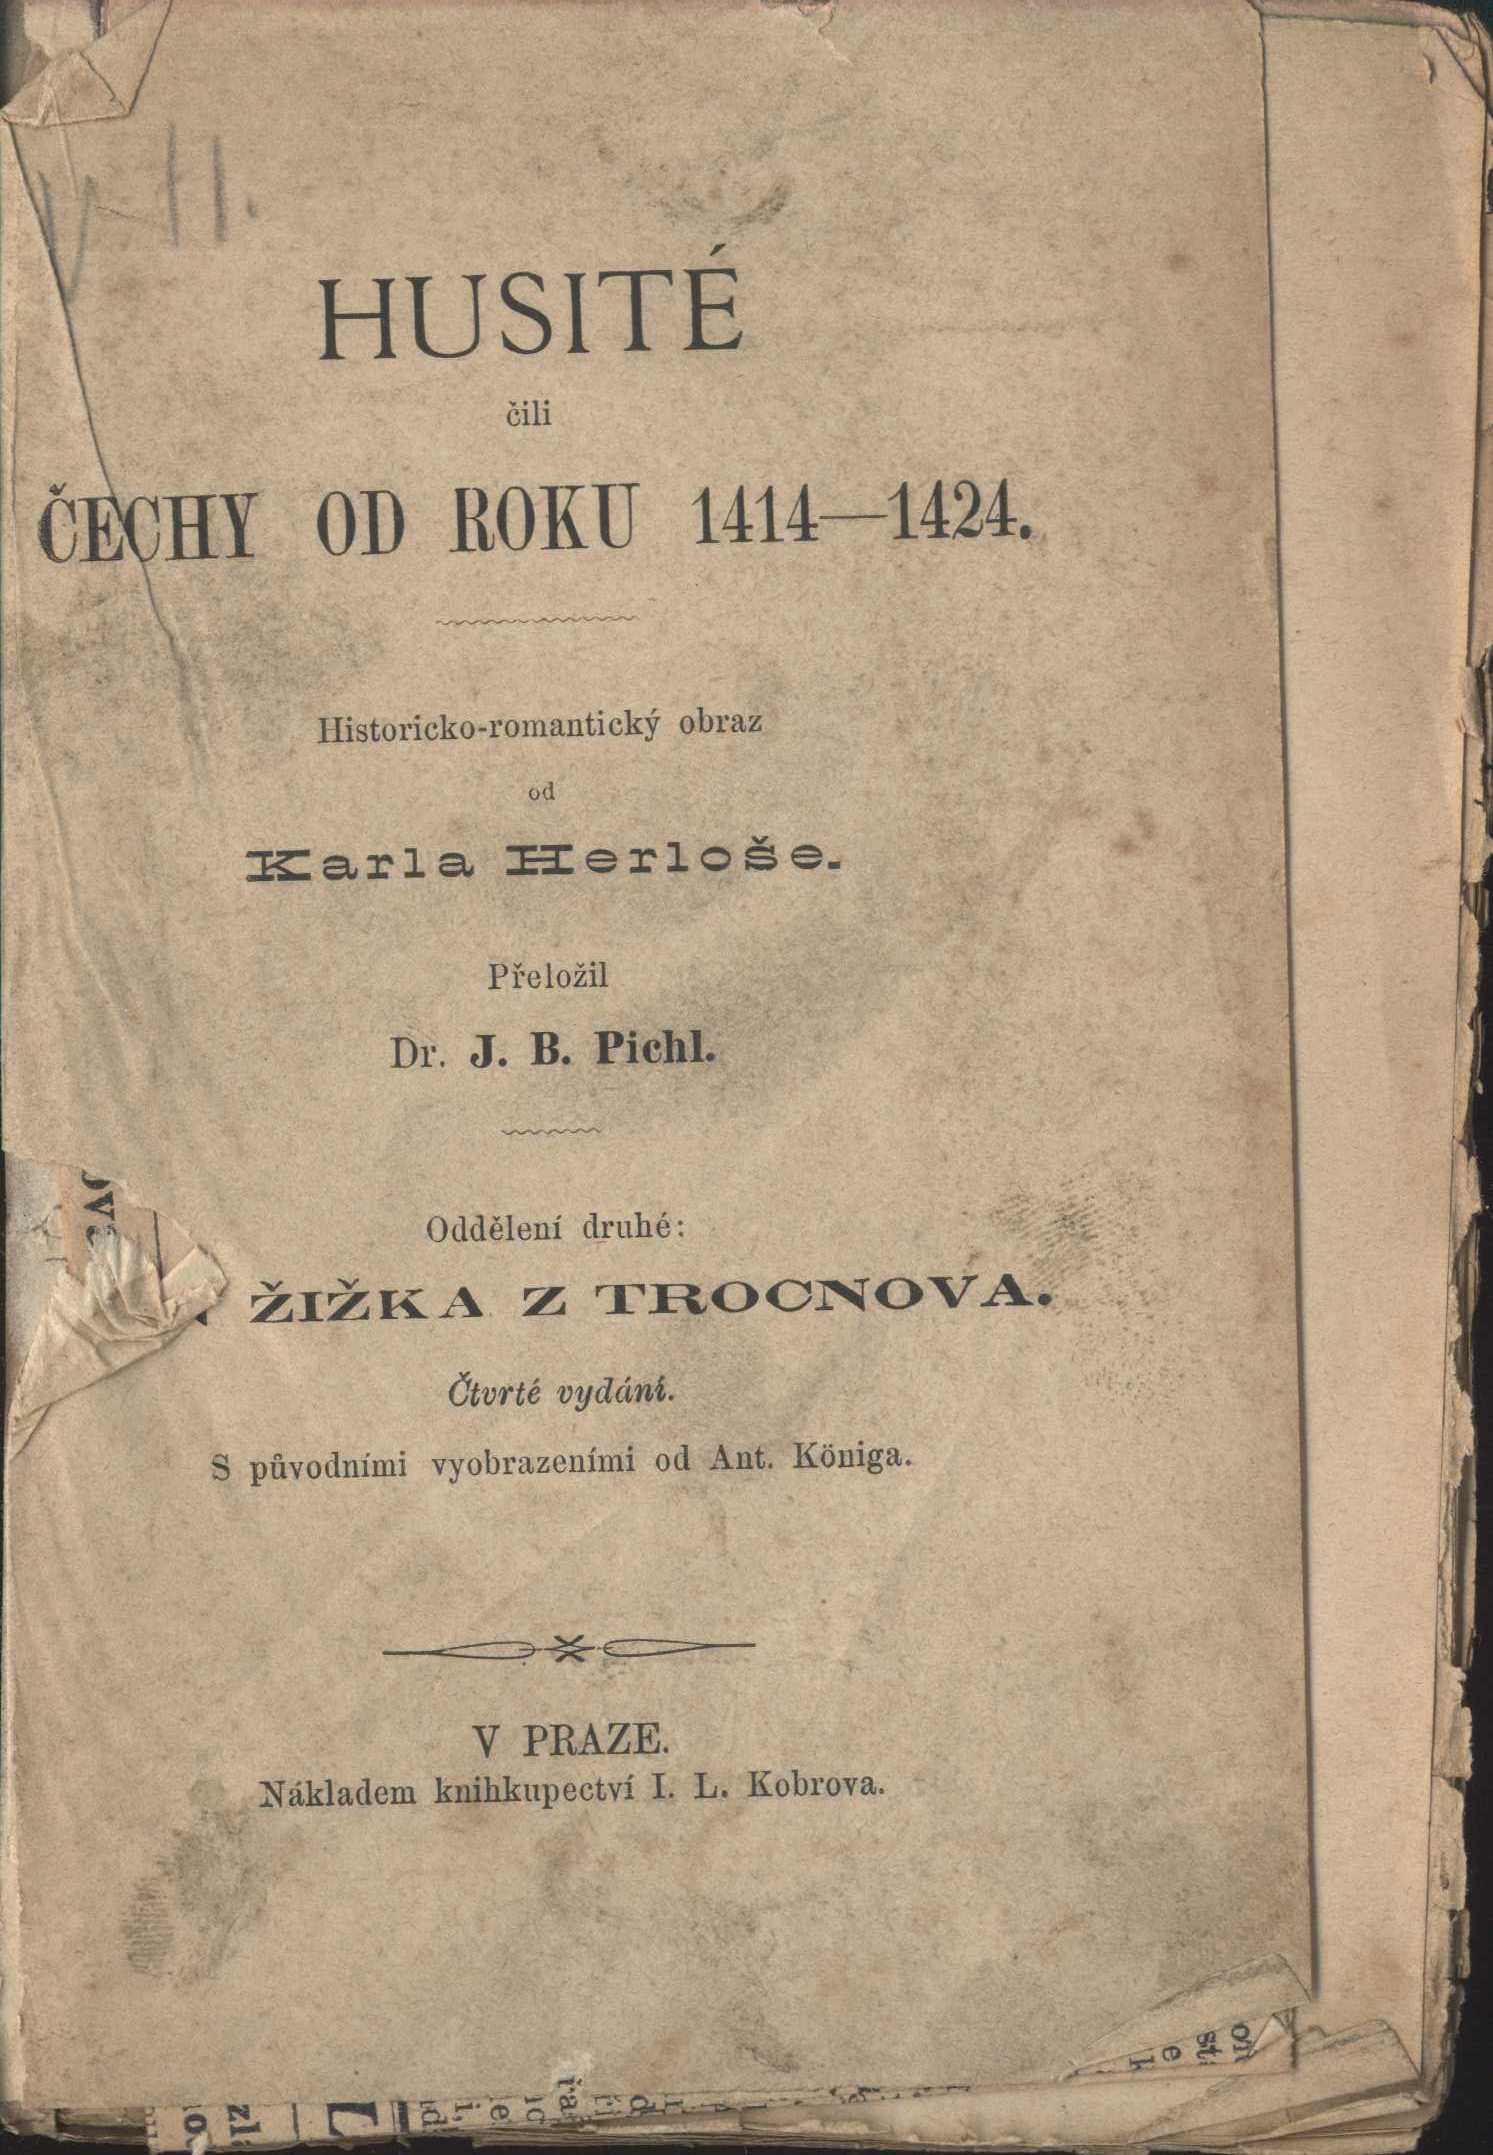 II.
HUSITÉ
čili
ČECHY OD ROKU 1414—1424.
Historicko-romantický obraz
od
Karla Herloše.
Přeložil
Dr. J. B. Pichl.
Oddělení druhé:
ŽIŽKA Z TROCNOVA.
Čtvrté vydání.
S původními vyobrazeními od Ant. Königa.
V PRAZE.
Nákladem knihkupectví I. L. Kobrova.